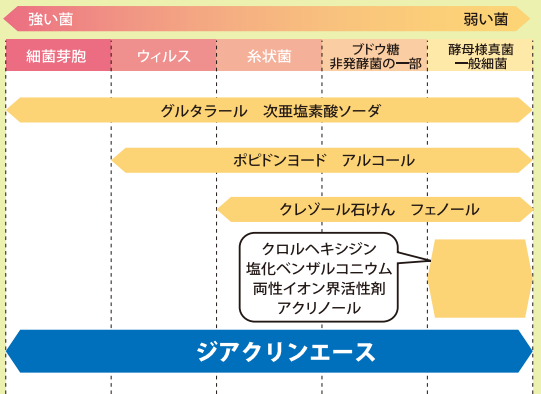 強い菌 弱い菌
細菌芽胞 ウィルス 糸状菌 ブドウ糖 酵母様真菌
非発酵菌の一部 一般細菌
グルタラール 次亜塩素酸ソーダ
ポピドンヨード アルコール
クレゾール石けん フェノール
クロルヘキシジン
塩化ベンザルコニウム
両性イオン界活性剤
アクリノール
ジアクリンエース